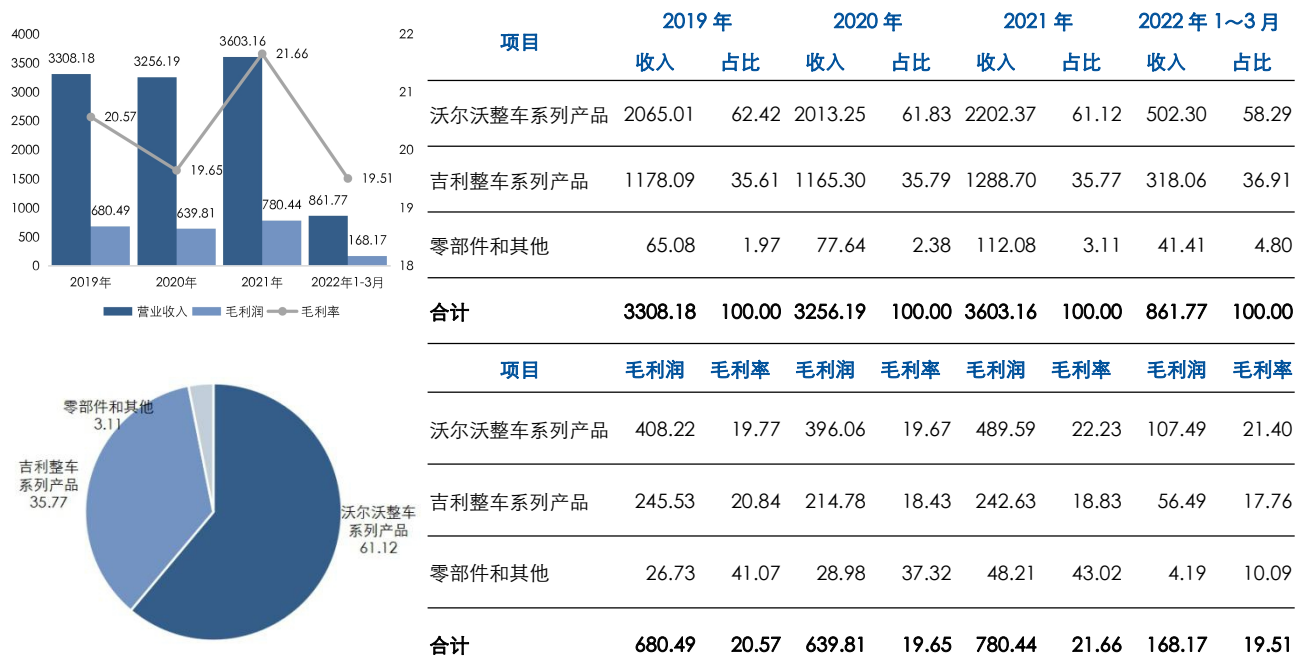 4000
3500
3000
2500
2000
1500
1000
500
0
22
21
20
19
18
3308.18
3256.19
3603.16
861.77
680.49
639.81
780.44
168.17
20.57
19.65
21.66
19.51
2019年
2020年
2021年
2022年1-3月
营业收入 毛利润 毛利率
零部件和其他
3.11
吉利整车
系列产品
35.77
沃尔沃整车
系列产品
61.12
项目 2019 年 2020 年 2021 年 2022 年 1～3 月
收入 占比 收入 占比 收入 占比 收入 占比
沃尔沃整车系列产品 2065.01 62.42 2013.25 61.83 2202.37 61.12 502.30 58.29
吉利整车系列产品 1178.09 35.61 1165.30 35.79 1288.70 35.77 318.06 36.91
零部件和其他 65.08 1.97 77.64 2.38 112.08 3.11 41.41 4.80
合计 3308.18 100.00 3256.19 100.00 3603.16 100.00 861.77 100.00
项目 毛利润 毛利率 毛利润 毛利率 毛利润 毛利率 毛利润 毛利率
沃尔沃整车系列产品 408.22 19.77 396.06 19.67 489.59 22.23 107.49 21.40
吉利整车系列产品 245.53 20.84 214.78 18.43 242.63 18.83 56.49 17.76
零部件和其他 26.73 41.07 28.98 37.32 48.21 43.02 4.19 10.09
合计 680.49 20.57 639.81 19.65 780.44 21.66 168.17 19.51